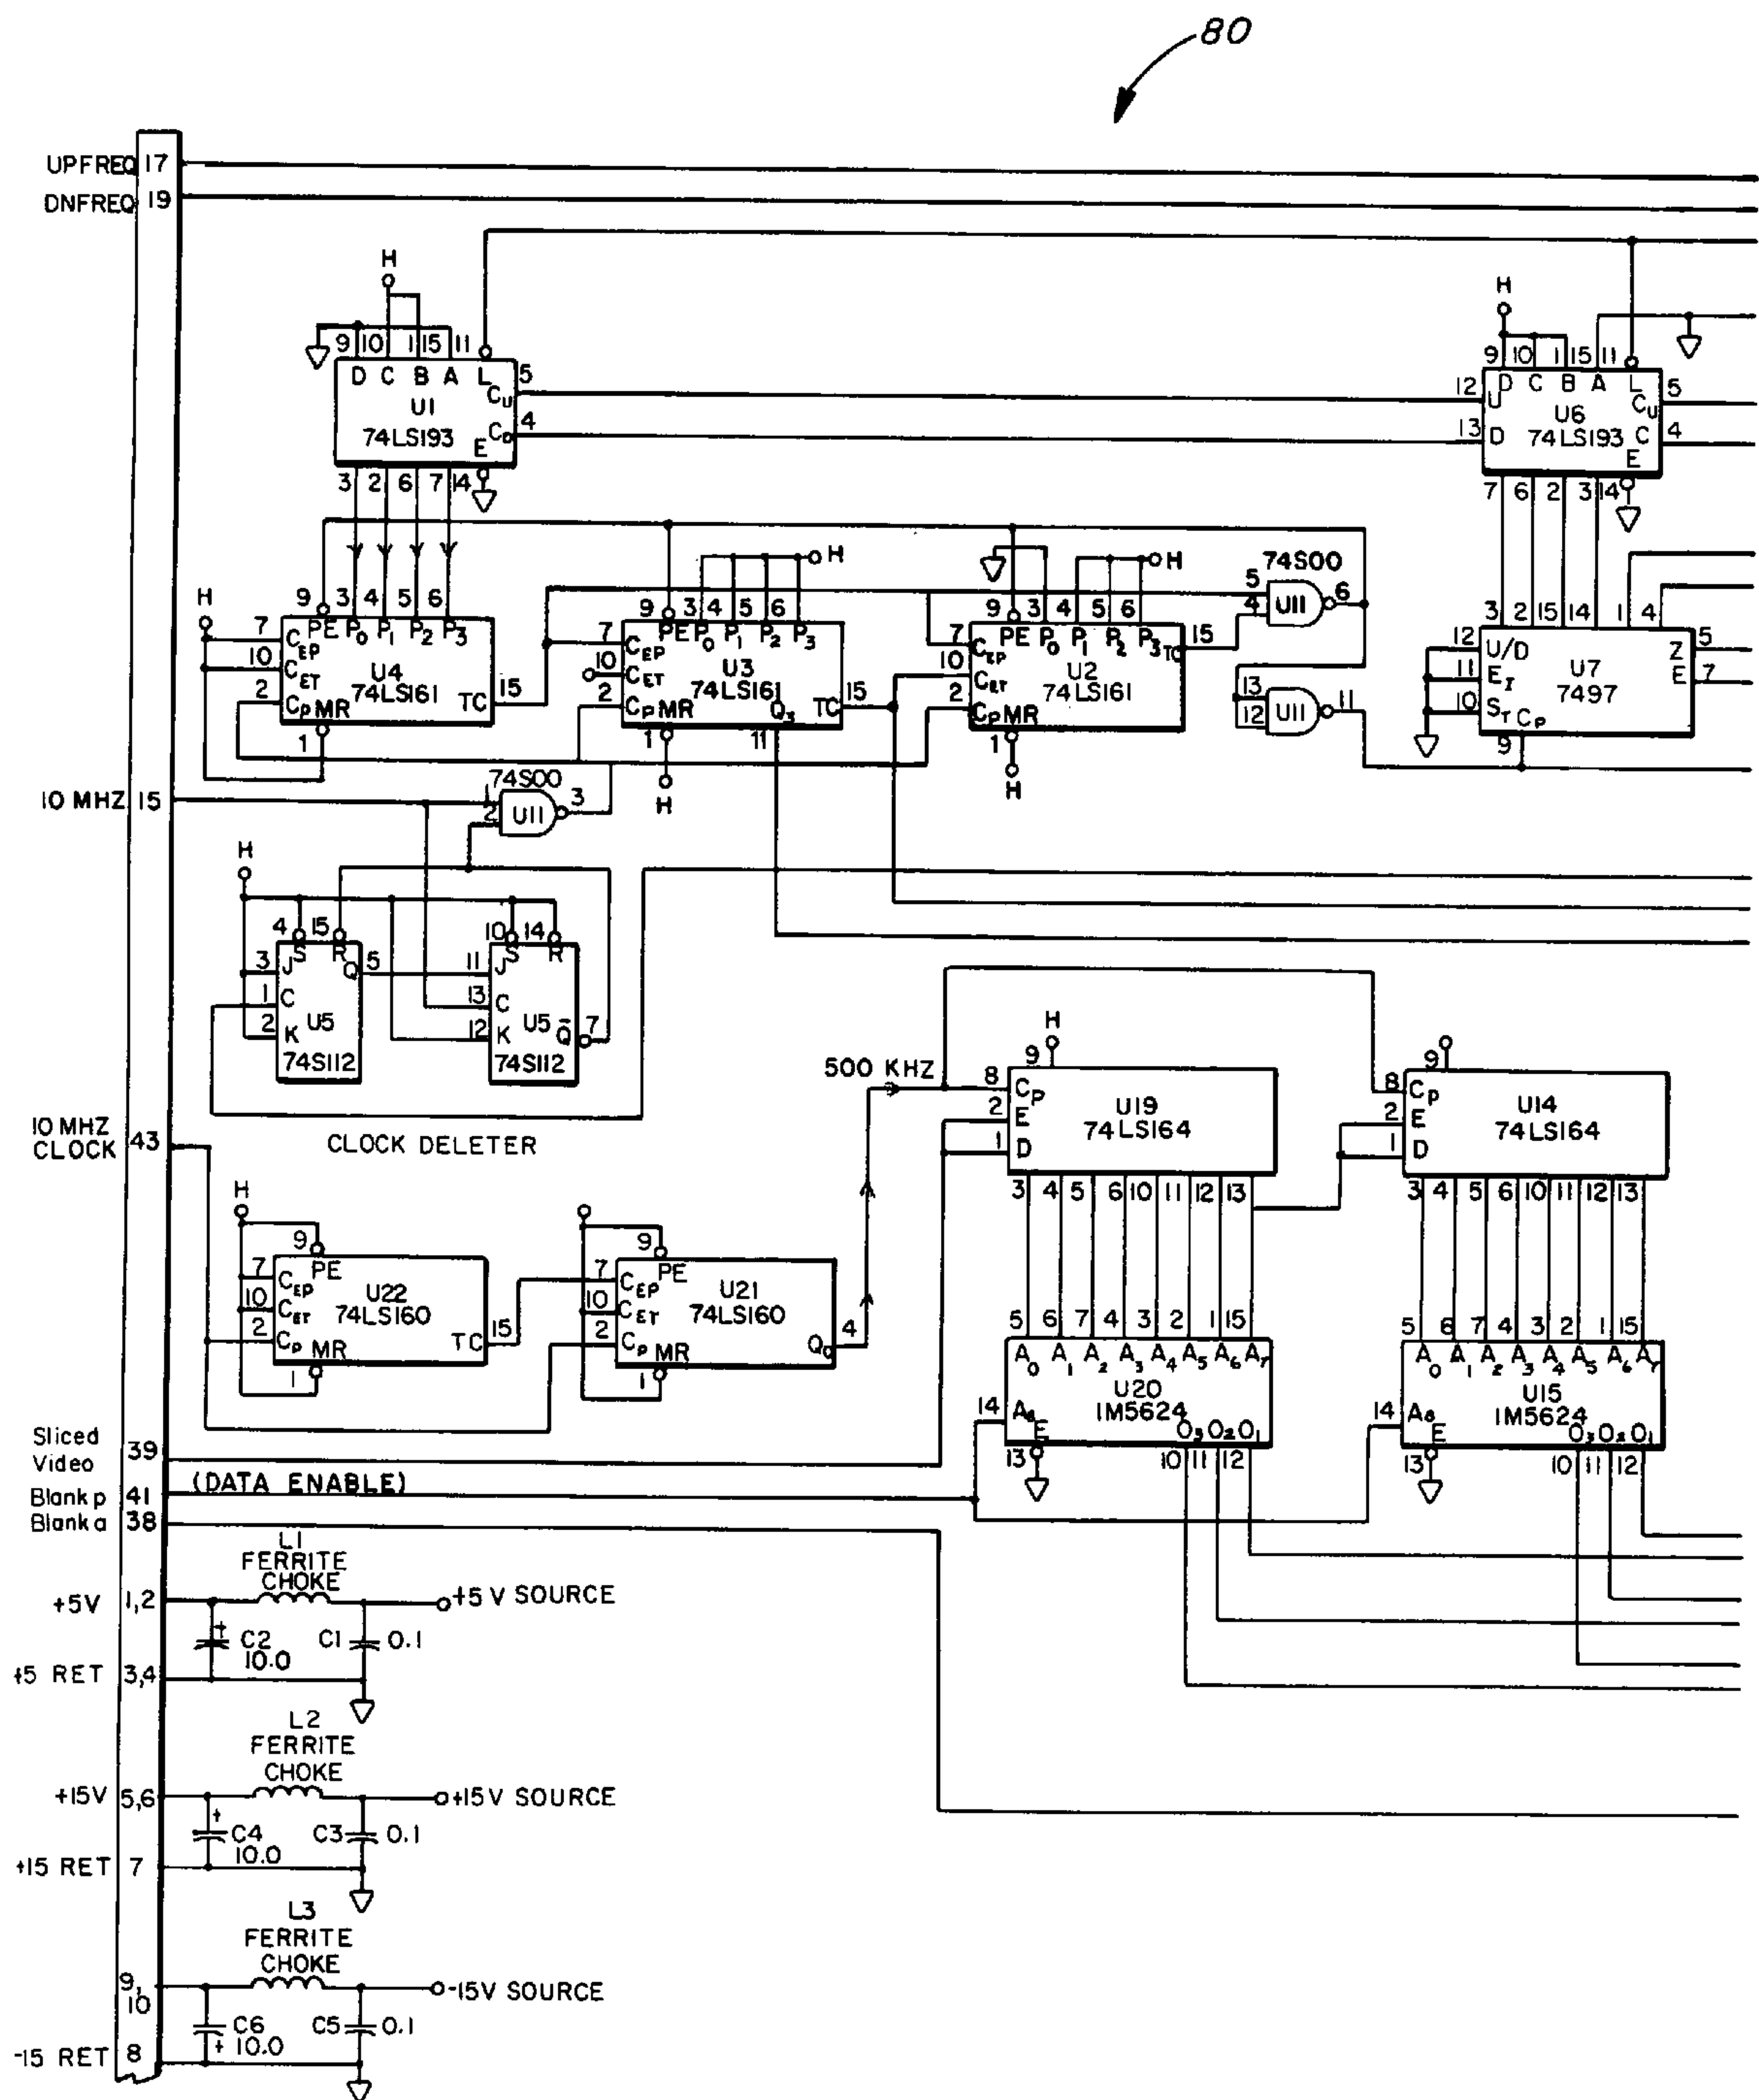 80
UPFREQ 17
DNFREQ 19
H
H
9 10 1 15 11
D C B A L
5
CU
U1
74LS193
4
CD
E
3 2 6 7 14
9 10 1 15 11
D C B A L
12 U
5
CU
U6
74LS193
13 D
C 4
E
7 6 2 3 14
H
9 3 4 5 6
PE P0 P1 P2 P3
7 CEP
10 CET
2 CP MR
U4
74LS161
TC 15
1
H
9 3 4 5 6
PE P0 P1 P2 P3
7 CEP
10 CET
2 CP MR
U3
74LS161
Q3
TC 15
1
11
H
H
9 3 4 5 6
PE P0 P1 P2 P3
7 CEP
10 CET
2 CP MR
U2
74LS161
TC 15
1
H
74S00
5
4
U11
6
13
12
U11
11
3 2 15 14 1 4
12 U/D
11 EI
10 ST CP
U7
7497
Z 5
E 7
9
10 MHZ 15
74S00
1
2
U11
3
H
4 15
S R
3 J
Q 5
1 C
2 K
U5
74S112
10 14
S R
11 J
13 C
12 K
U5
74S112
Q̄ 7
10 MHZ
CLOCK 43
CLOCK DELETER
500 KHZ
H
9
8 CP
2 E
1 D
U19
74LS164
3 4 5 6 10 11 12 13
9
8 CP
2 E
1 D
U14
74LS164
3 4 5 6 10 11 12 13
H
9
PE
7 CEP
10 CET
2 CP MR
U22
74LS160
TC 15
1
9
PE
7 CEP
10 CET
2 CP MR
U21
74LS160
Q0 4
1
5 6 7 4 3 2 1 15
A0 A1 A2 A3 A4 A5 A6 A7
U20
IM5624
14 A8
E
O3 O2 O1
13
10 11 12
5 6 7 4 3 2 1 15
A0 A1 A2 A3 A4 A5 A6 A7
U15
IM5624
14 A8
E
O3 O2 O1
13
10 11 12
Sliced
Video 39
(DATA ENABLE)
Blank p 41
Blank a 38
L1
FERRITE
CHOKE
+5V 1,2
+5 V SOURCE
+
C2
10.0
C1
0.1
+5 RET 3,4
L2
FERRITE
CHOKE
+15V 5,6
+15V SOURCE
+
C4
10.0
C3
0.1
+15 RET 7
L3
FERRITE
CHOKE
9,
10
-15V SOURCE
C6
+ 10.0
C5
0.1
-15 RET 8